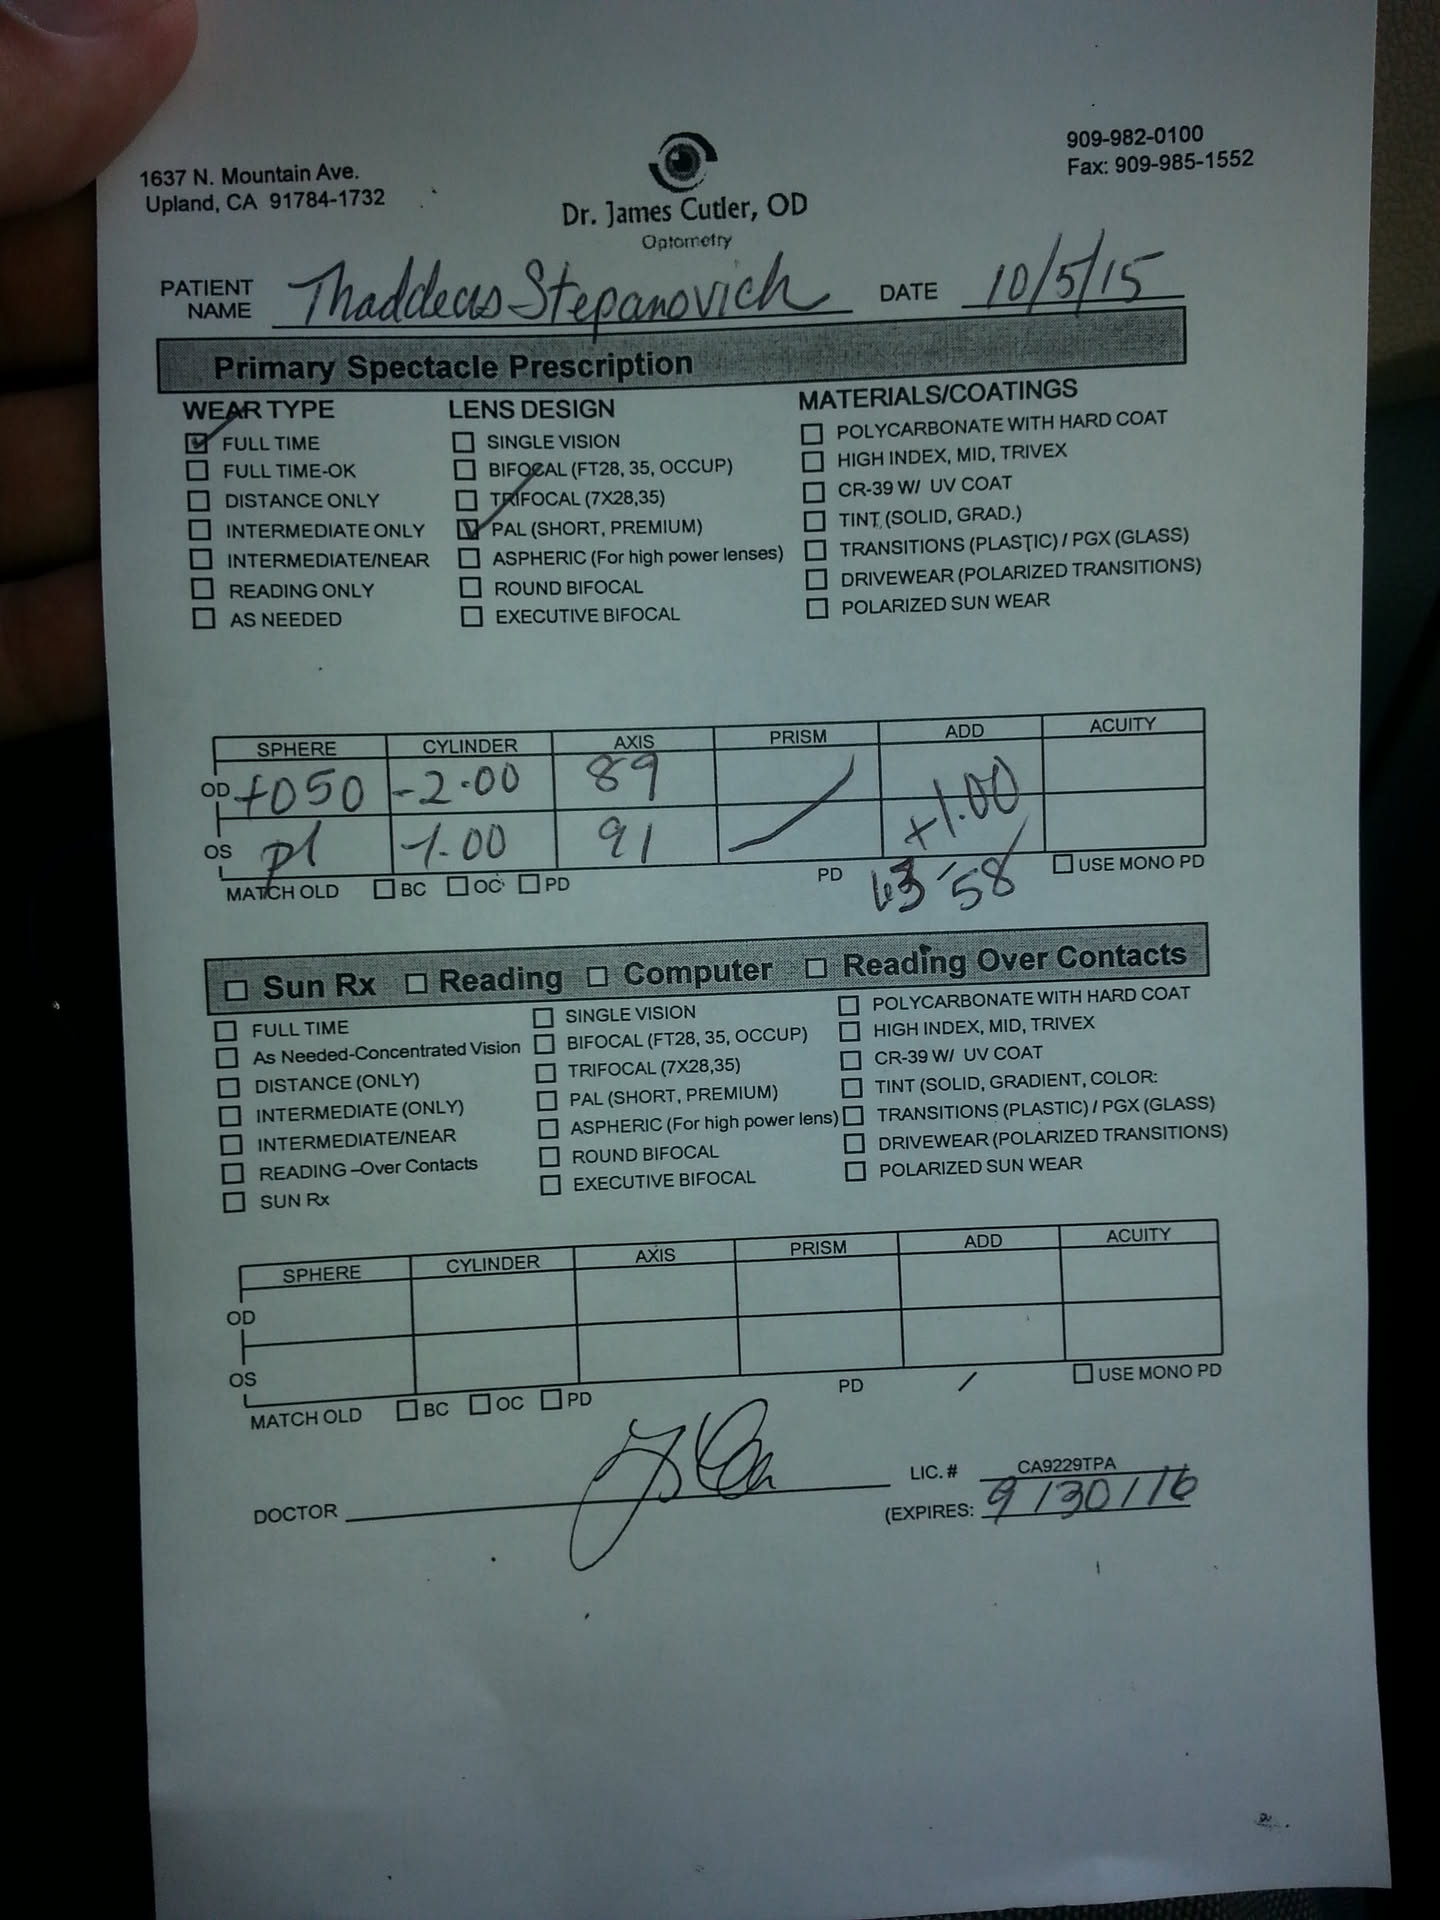 1637 N. Mountain Ave.
Upland, CA 91784-1732
909-982-0100
Fax: 909-985-1552
Dr. James Cutler, OD
Optometry
PATIENT NAME Thaddeus Stepanovich DATE 10/5/15
Primary Spectacle Prescription
WEAR TYPE
FULL TIME
FULL TIME-OK
DISTANCE ONLY
INTERMEDIATE ONLY
INTERMEDIATE/NEAR
READING ONLY
AS NEEDED
LENS DESIGN
SINGLE VISION
BIFOCAL (FT28, 35, OCCUP)
TRIFOCAL (7X28,35)
PAL (SHORT, PREMIUM)
ASPHERIC (For high power lenses)
ROUND BIFOCAL
EXECUTIVE BIFOCAL
MATERIALS/COATINGS
POLYCARBONATE WITH HARD COAT
HIGH INDEX, MID, TRIVEX
CR-39 W/ UV COAT
TINT (SOLID, GRAD.)
TRANSITIONS (PLASTIC) / PGX (GLASS)
DRIVEWEAR (POLARIZED TRANSITIONS)
POLARIZED SUN WEAR
SPHERE CYLINDER AXIS PRISM ADD ACUITY
OD +050 -2.00 89
OS pl -1.00 91 +1.00
MATCH OLD BC OC PD PD 63/58 USE MONO PD
Sun Rx Reading Computer Reading Over Contacts
FULL TIME
As Needed-Concentrated Vision
DISTANCE (ONLY)
INTERMEDIATE (ONLY)
INTERMEDIATE/NEAR
READING –Over Contacts
SUN Rx
SINGLE VISION
BIFOCAL (FT28, 35, OCCUP)
TRIFOCAL (7X28,35)
PAL (SHORT, PREMIUM)
ASPHERIC (For high power lens)
ROUND BIFOCAL
EXECUTIVE BIFOCAL
POLYCARBONATE WITH HARD COAT
HIGH INDEX, MID, TRIVEX
CR-39 W/ UV COAT
TINT (SOLID, GRADIENT, COLOR:
TRANSITIONS (PLASTIC) / PGX (GLASS)
DRIVEWEAR (POLARIZED TRANSITIONS)
POLARIZED SUN WEAR
SPHERE CYLINDER AXIS PRISM ADD ACUITY
OD
OS
MATCH OLD BC OC PD PD / USE MONO PD
DOCTOR LIC. # CA9229TPA
(EXPIRES: 9/30/16